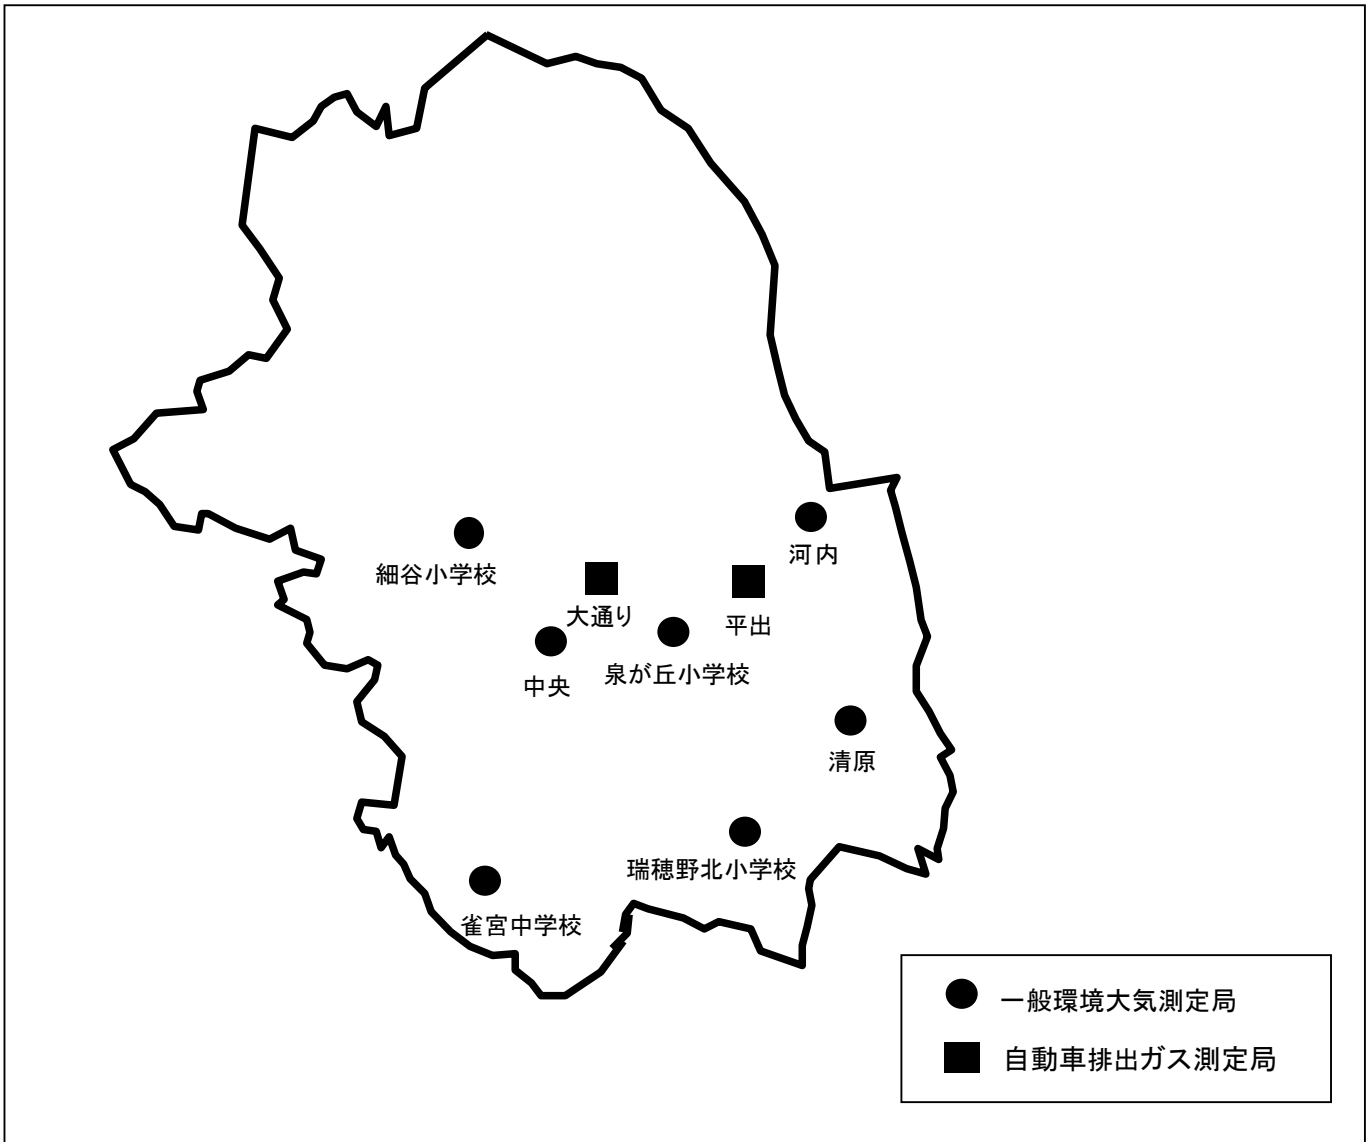 河内
細谷小学校
大通り
平出
泉が丘小学校
中央
清原
瑞穂野北小学校
雀宮中学校
一般環境大気測定局
自動車排出ガス測定局